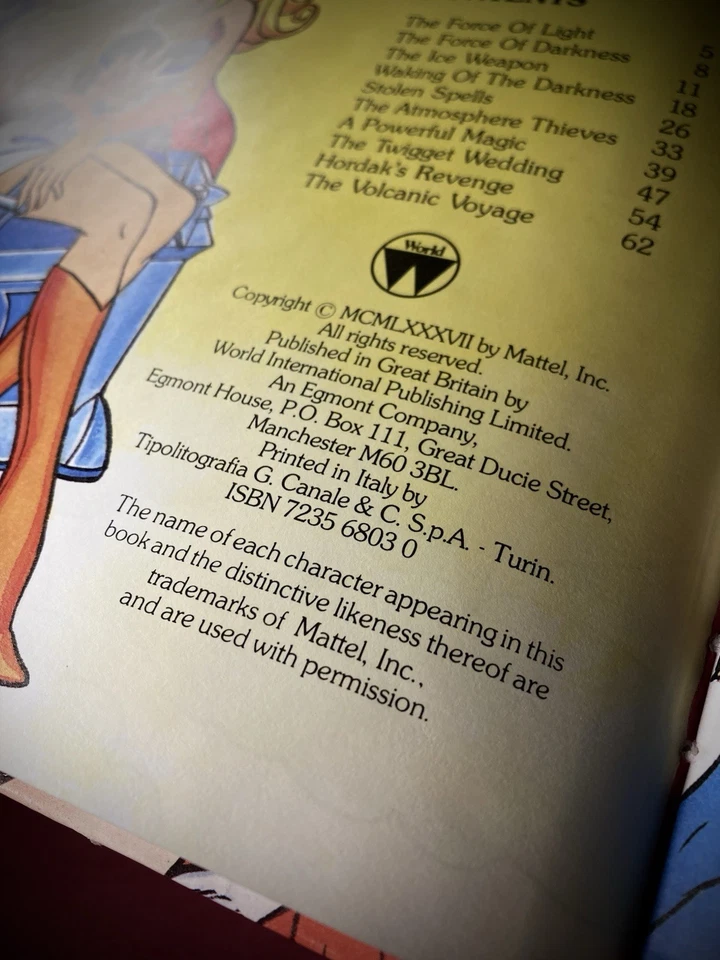 The Force Of Light 5
The Force Of Darkness 8
The Ice Weapon 11
Waking Of The Darkness 18
Stolen Spells 26
The Atmosphere Thieves 33
A Powerful Magic 39
The Twigget Wedding 47
Hordak's Revenge 54
The Volcanic Voyage 62
World
Copyright © MCMLXXXVII by Mattel, Inc.
All rights reserved.
Published in Great Britain by
World International Publishing Limited.
An Egmont Company,
Egmont House, P.O. Box 111, Great Ducie Street,
Manchester M60 3BL.
Printed in Italy by
Tipolitografia G. Canale & C. S.p.A. - Turin.
ISBN 7235 6803 0
The name of each character appearing in this
book and the distinctive likeness thereof are
trademarks of Mattel, Inc.,
and are used with permission.